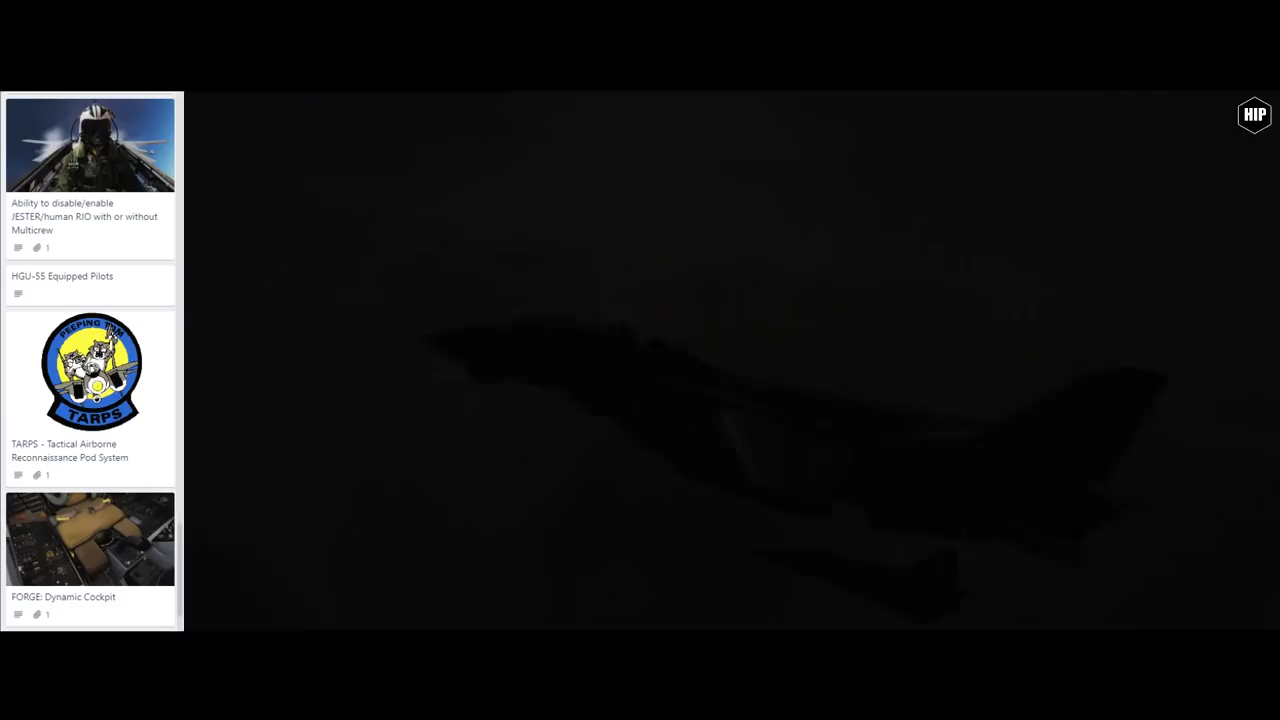 HIP
Ability to disable/enable
JESTER/human RIO with or without
Multicrew
1
HGU-55 Equipped Pilots
PEEPING TOM
TARPS
TARPS - Tactical Airborne
Reconnaissance Pod System
1
FORGE: Dynamic Cockpit
1